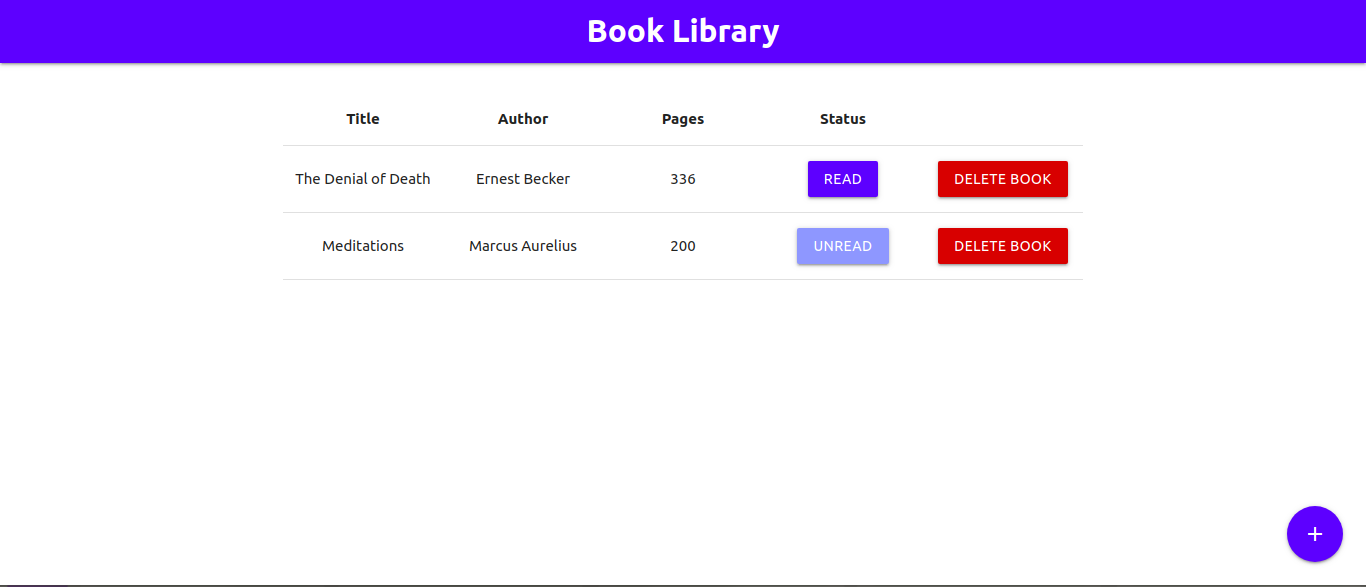 Book Library
Title Author Pages Status
The Denial of Death Ernest Becker 336 READ DELETE BOOK
Meditations Marcus Aurelius 200 UNREAD DELETE BOOK
+